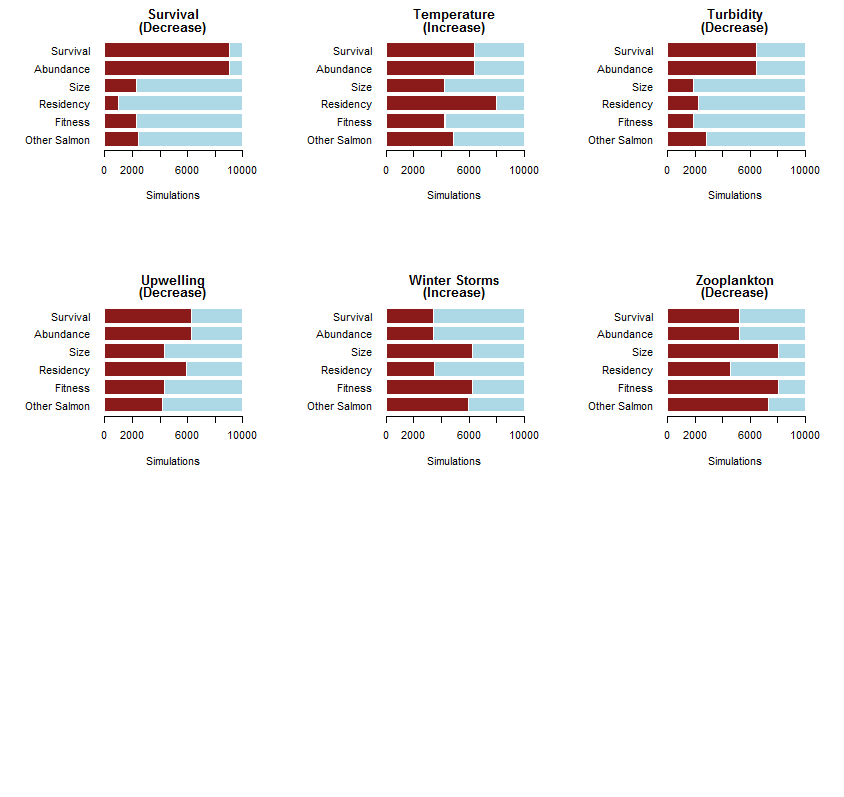 Survival
(Decrease)
Survival
Abundance
Size
Residency
Fitness
Other Salmon
0 2000 6000 10000
Simulations
Temperature
(Increase)
Survival
Abundance
Size
Residency
Fitness
Other Salmon
0 2000 6000 10000
Simulations
Turbidity
(Decrease)
Survival
Abundance
Size
Residency
Fitness
Other Salmon
0 2000 6000 10000
Simulations
Upwelling
(Decrease)
Survival
Abundance
Size
Residency
Fitness
Other Salmon
0 2000 6000 10000
Simulations
Winter Storms
(Increase)
Survival
Abundance
Size
Residency
Fitness
Other Salmon
0 2000 6000 10000
Simulations
Zooplankton
(Decrease)
Survival
Abundance
Size
Residency
Fitness
Other Salmon
0 2000 6000 10000
Simulations